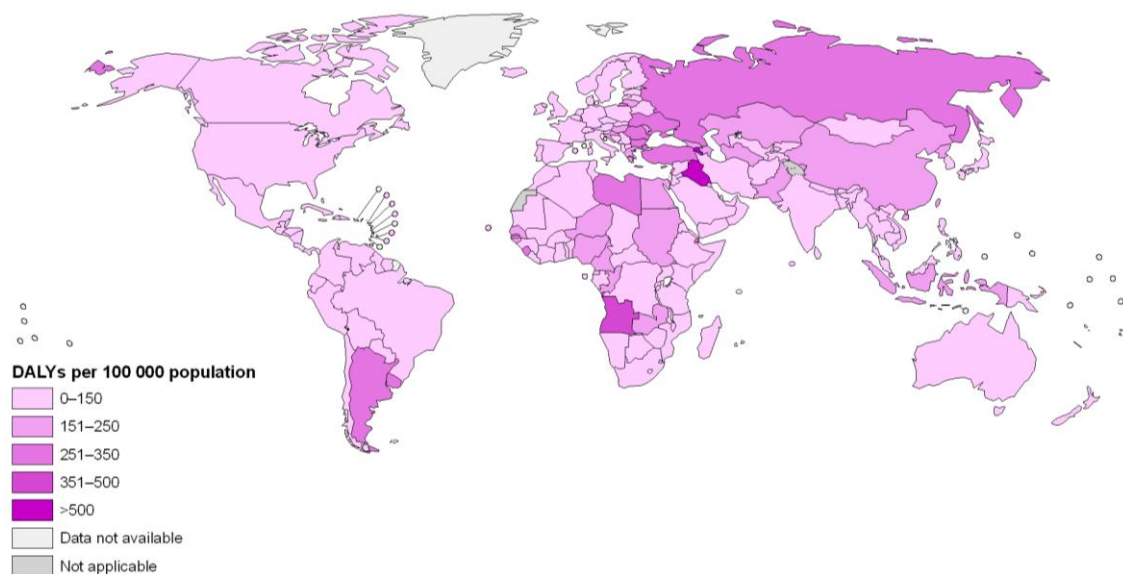 DALYs per 100 000 population
0–150
151–250
251–350
351–500
>500
Data not available
Not applicable